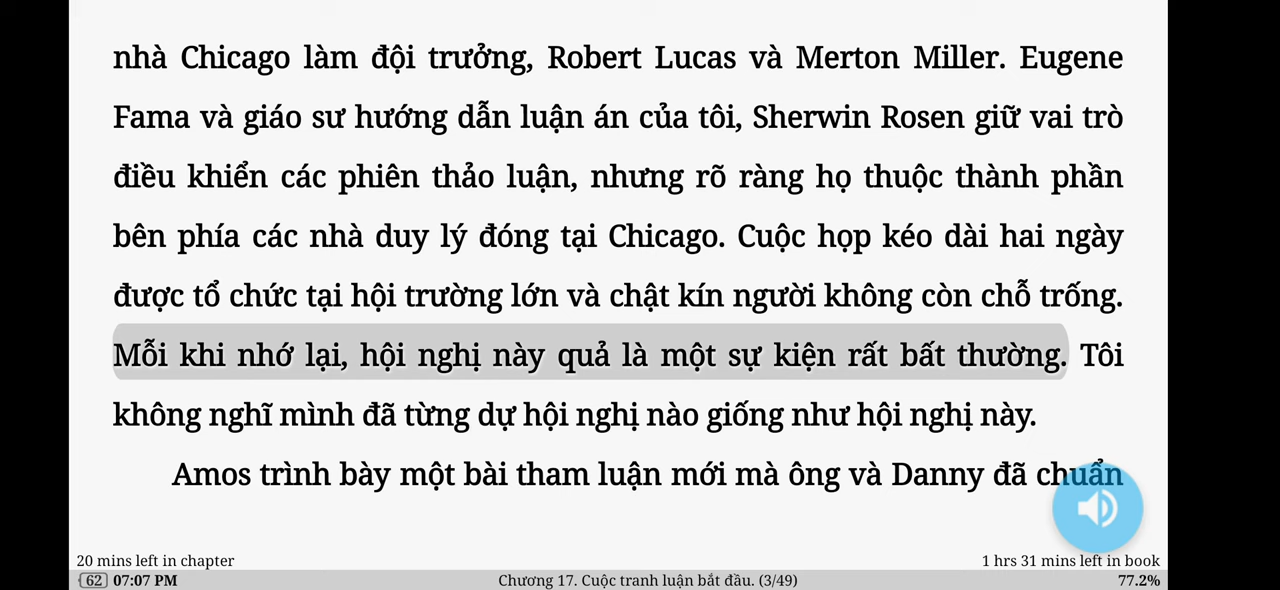 nhà Chicago làm đội trưởng, Robert Lucas và Merton Miller. Eugene
Fama và giáo sư hướng dẫn luận án của tôi, Sherwin Rosen giữ vai trò
điều khiển các phiên thảo luận, nhưng rõ ràng họ thuộc thành phần
bên phía các nhà duy lý đóng tại Chicago. Cuộc họp kéo dài hai ngày
được tổ chức tại hội trường lớn và chật kín người không còn chỗ trống.
Mỗi khi nhớ lại, hội nghị này quả là một sự kiện rất bất thường. Tôi
không nghĩ mình đã từng dự hội nghị nào giống như hội nghị này.
Amos trình bày một bài tham luận mới mà ông và Danny đã chuẩn
20 mins left in chapter
1 hrs 31 mins left in book
62 07:07 PM
Chương 17. Cuộc tranh luận bắt đầu. (3/49)
77.2%